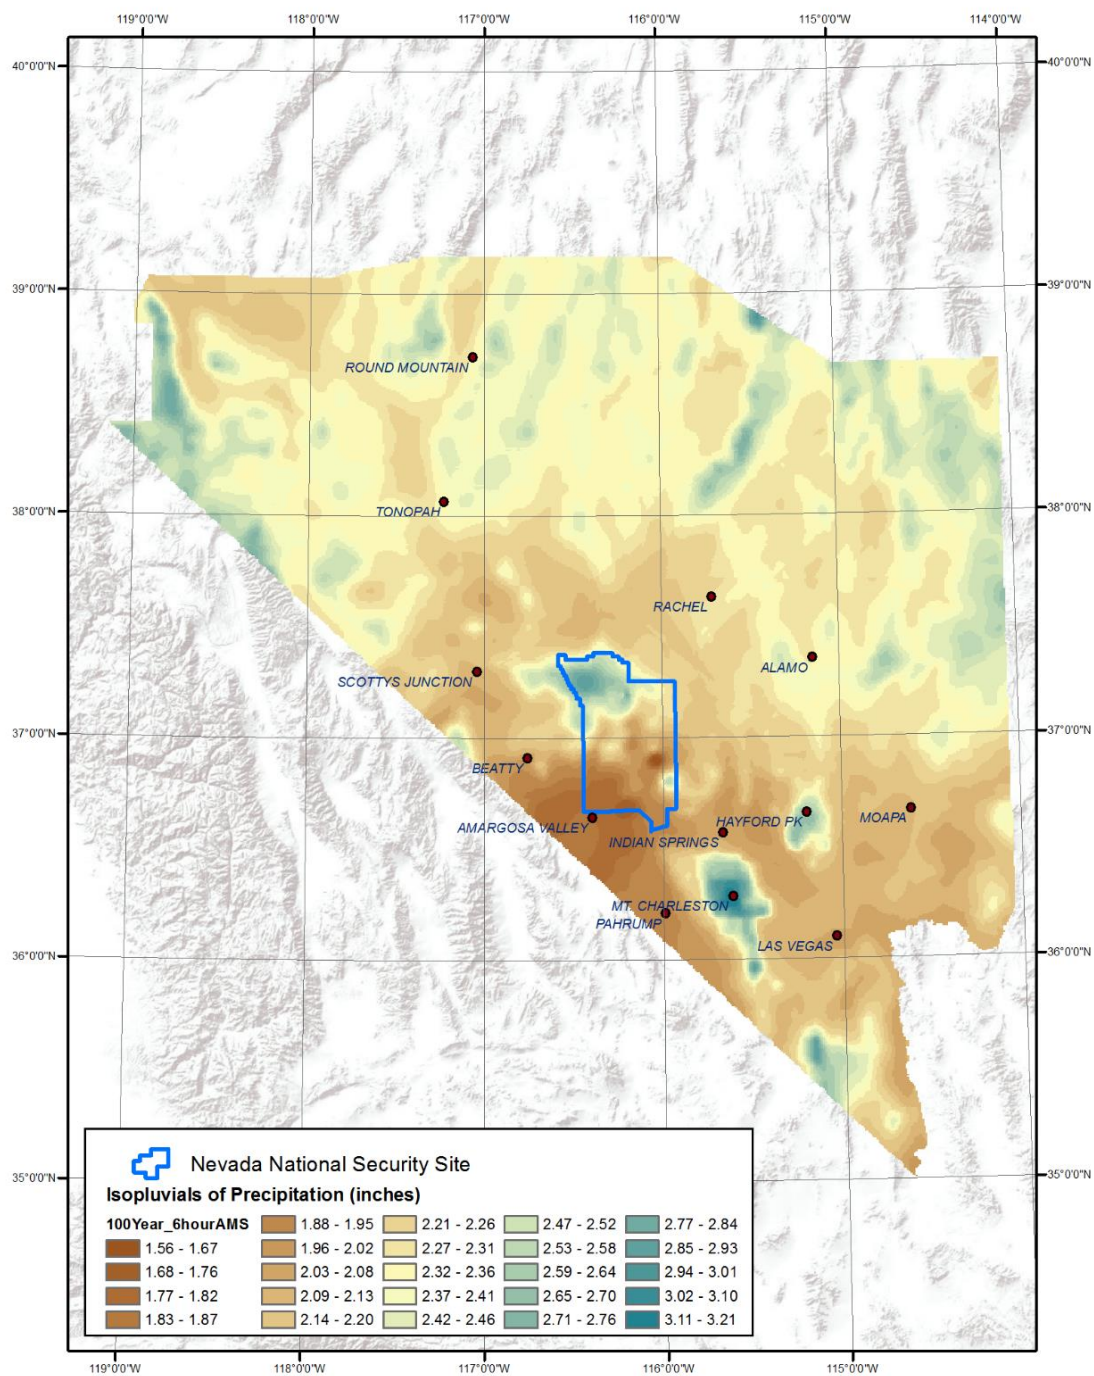 119°0'0"W 118°0'0"W 117°0'0"W 116°0'0"W 115°0'0"W 114°0'0"W
40°0'0"N 40°0'0"N
39°0'0"N 39°0'0"N
ROUND MOUNTAIN
TONOPAH
38°0'0"N 38°0'0"N
RACHEL
ALAMO
SCOTTYS JUNCTION
37°0'0"N 37°0'0"N
BEATTY
AMARGOSA VALLEY
HAYFORD PK
MOAPA
INDIAN SPRINGS
MT. CHARLESTON
PAHRUMP
LAS VEGAS
36°0'0"N 36°0'0"N
35°0'0"N 35°0'0"N
Nevada National Security Site
Isopluvials of Precipitation (inches)
100Year_6hourAMS 1.88 - 1.95 2.21 - 2.26 2.47 - 2.52 2.77 - 2.84
1.56 - 1.67 1.96 - 2.02 2.27 - 2.31 2.53 - 2.58 2.85 - 2.93
1.68 - 1.76 2.03 - 2.08 2.32 - 2.36 2.59 - 2.64 2.94 - 3.01
1.77 - 1.82 2.09 - 2.13 2.37 - 2.41 2.65 - 2.70 3.02 - 3.10
1.83 - 1.87 2.14 - 2.20 2.42 - 2.46 2.71 - 2.76 3.11 - 3.21
119°0'0"W 118°0'0"W 117°0'0"W 116°0'0"W 115°0'0"W